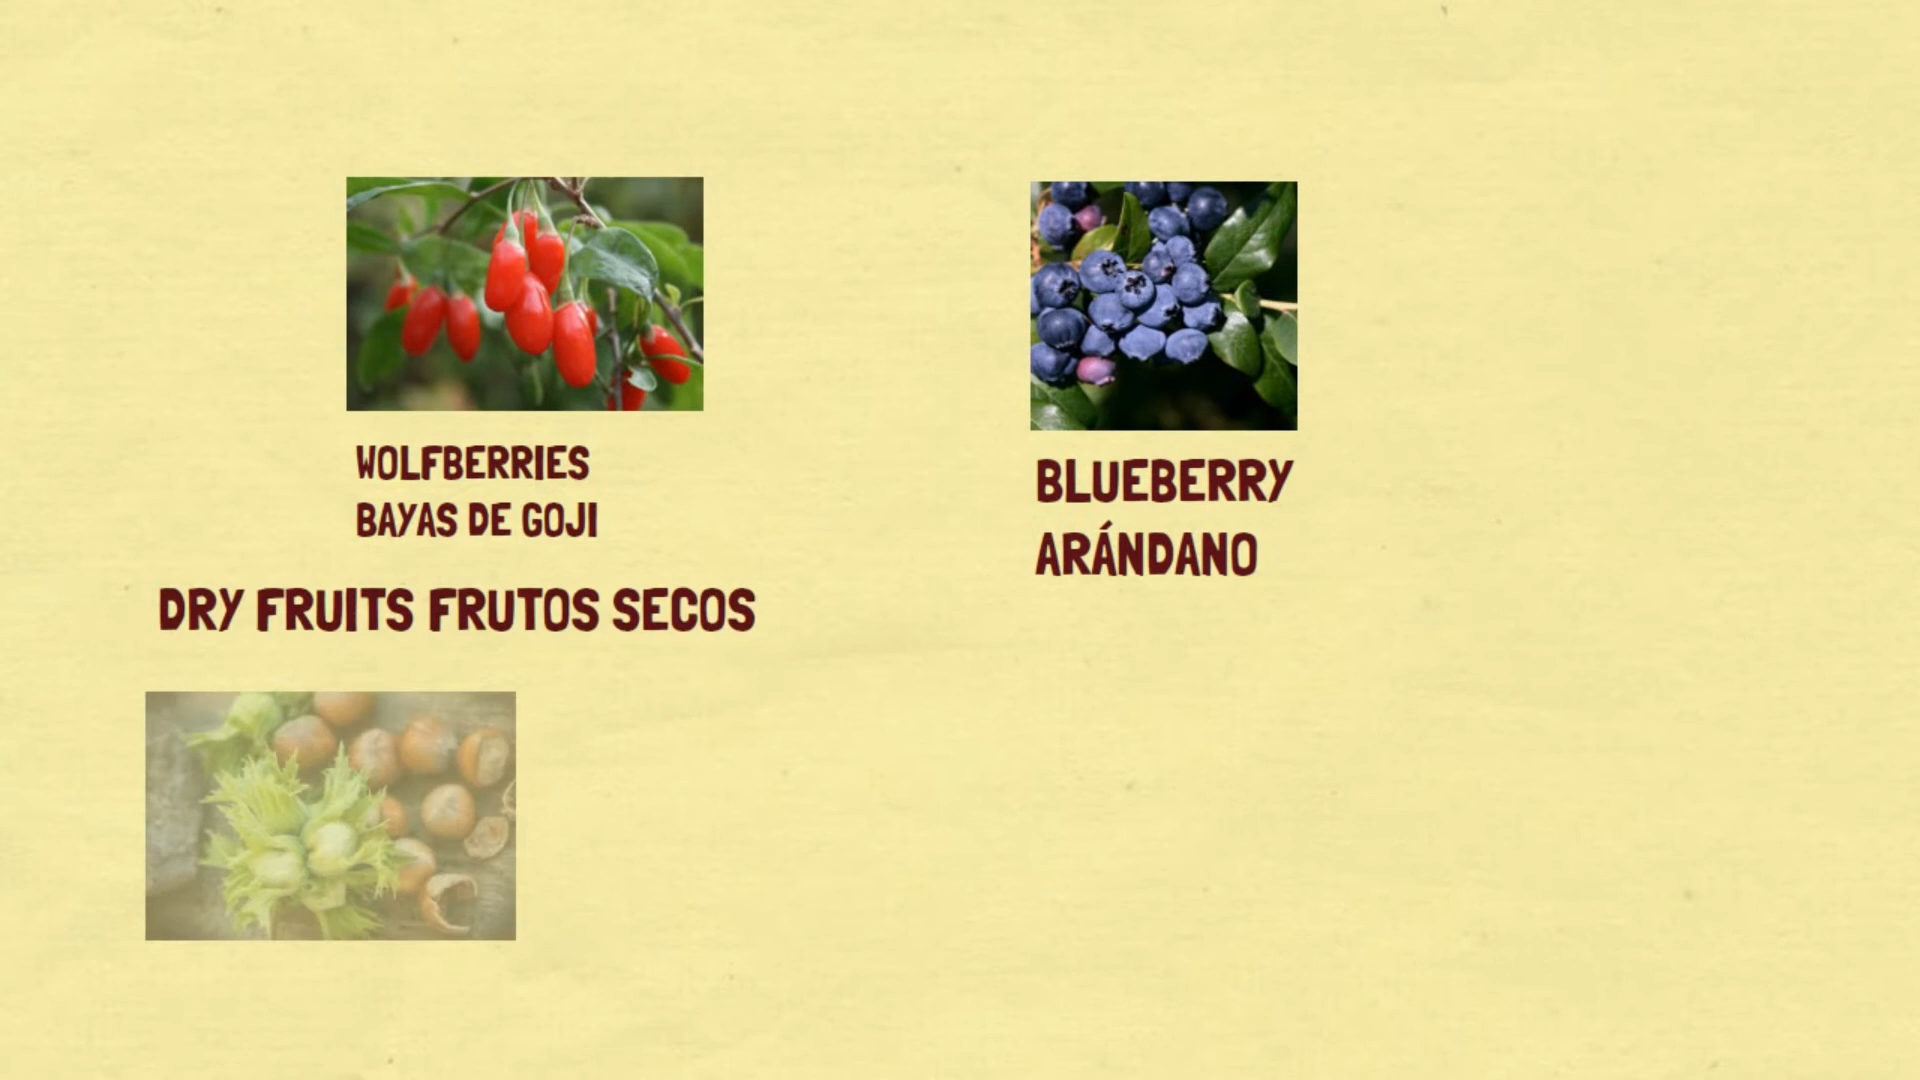 WOLFBERRIES
BAYAS DE GOJI
BLUEBERRY
ARÁNDANO
DRY FRUITS FRUTOS SECOS